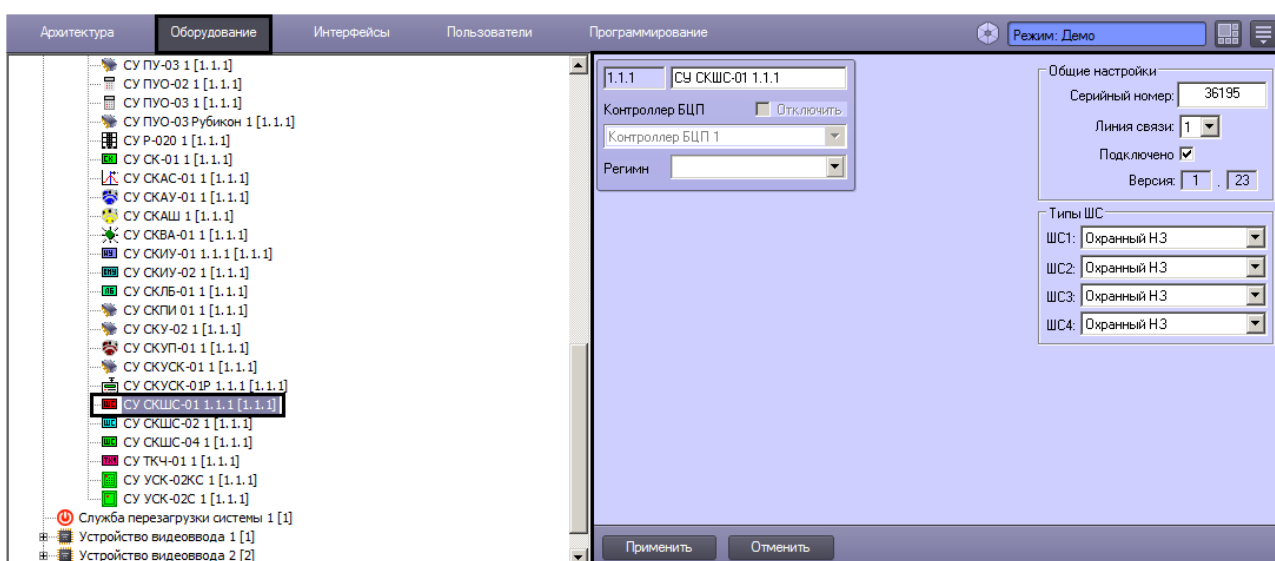 Архитектура Оборудование Интерфейсы Пользователи Программирование Режим: Демо
СУ ПУ-03 1 [1.1.1]
СУ ПУО-02 1 [1.1.1]
СУ ПУО-03 1 [1.1.1]
СУ ПУО-03 Рубикон 1 [1.1.1]
СУ Р-020 1 [1.1.1]
СУ СК-01 1 [1.1.1]
СУ СКАС-01 1 [1.1.1]
СУ СКАУ-01 1 [1.1.1]
СУ СКАШ 1 [1.1.1]
СУ СКВА-01 1 [1.1.1]
СУ СКИУ-01 1.1.1 [1.1.1]
СУ СКИУ-02 1 [1.1.1]
СУ СКЛБ-01 1 [1.1.1]
СУ СКПИ 01 1 [1.1.1]
СУ СКУ-02 1 [1.1.1]
СУ СКУП-01 1 [1.1.1]
СУ СКУСК-01 1 [1.1.1]
СУ СКУСК-01Р 1.1.1 [1.1.1]
СУ СКШС-01 1.1.1 [1.1.1]
СУ СКШС-02 1 [1.1.1]
СУ СКШС-04 1 [1.1.1]
СУ ТКЧ-01 1 [1.1.1]
СУ УСК-02КС 1 [1.1.1]
СУ УСК-02С 1 [1.1.1]
Служба перезагрузки системы 1 [1]
Устройство видеоввода 1 [1]
Устройство видеоввода 2 [2]
1.1.1 СУ СКШС-01 1.1.1
Контроллер БЦП Отключить
Контроллер БЦП 1
Регимн
Общие настройки
Серийный номер: 36195
Линия связи: 1
Подключено
Версия: 1 . 23
Типы ШС
ШС1: Охранный НЗ
ШС2: Охранный НЗ
ШС3: Охранный НЗ
ШС4: Охранный НЗ
Применить Отменить